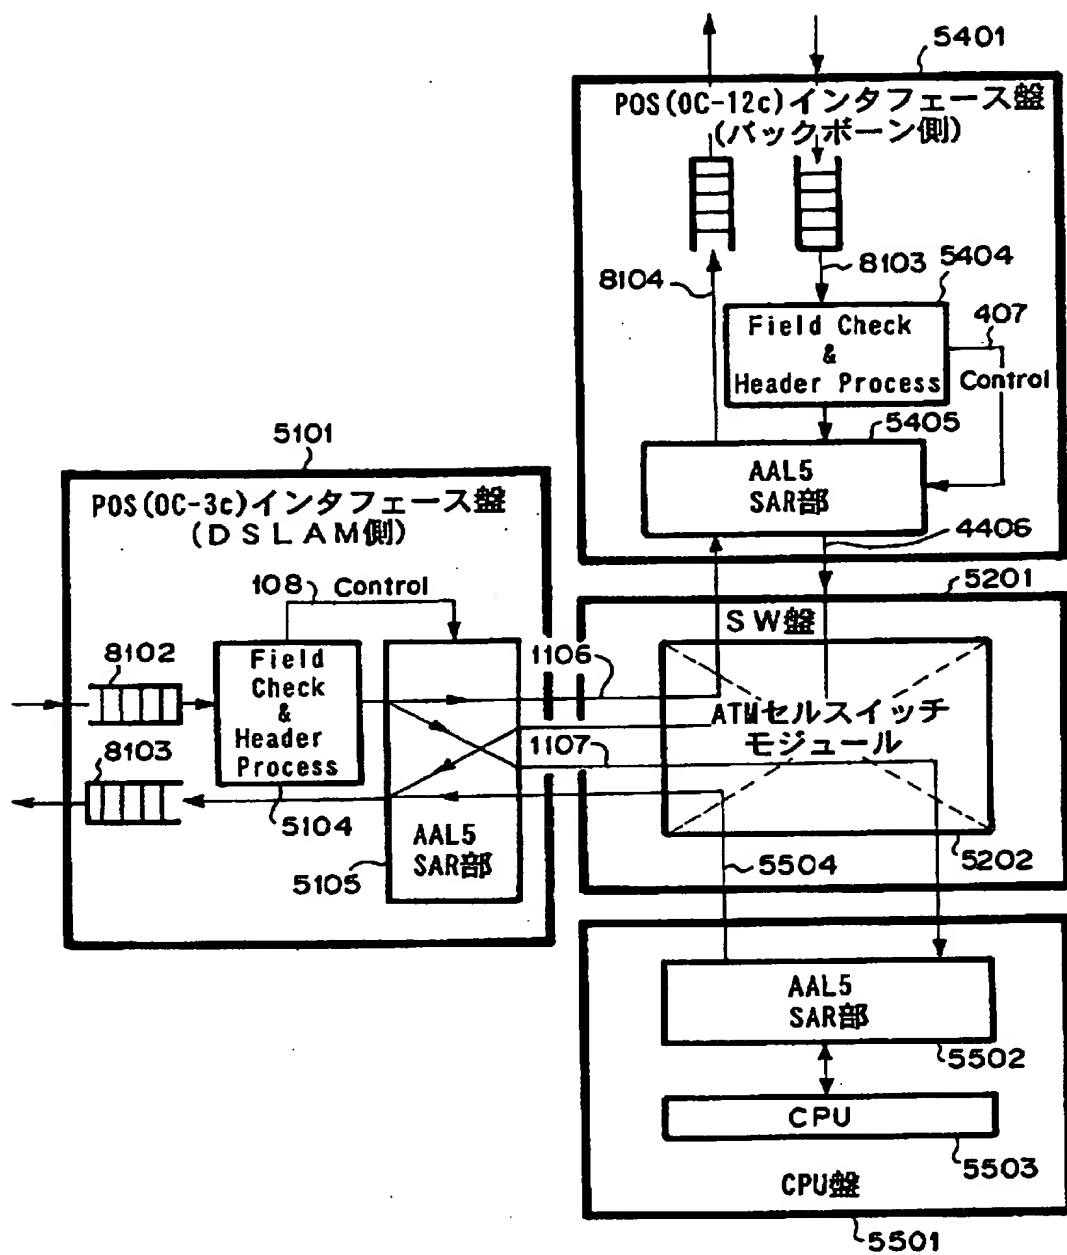 5401
POS(OC-12c)インタフェース盤
(バックボーン側)
8104
8103
5404
Field Check
&
Header Process
407
Control
5405
AAL5
SAR部
4406
5101
POS(OC-3c)インタフェース盤
(DSLAM側)
108
Control
8102
Field
Check
&
Header
Process
8103
5104
AAL5
SAR部
5105
1106
1107
5201
SW盤
ATMセルスイッチ
モジュール
5202
5504
AAL5
SAR部
5502
CPU
5503
CPU盤
5501